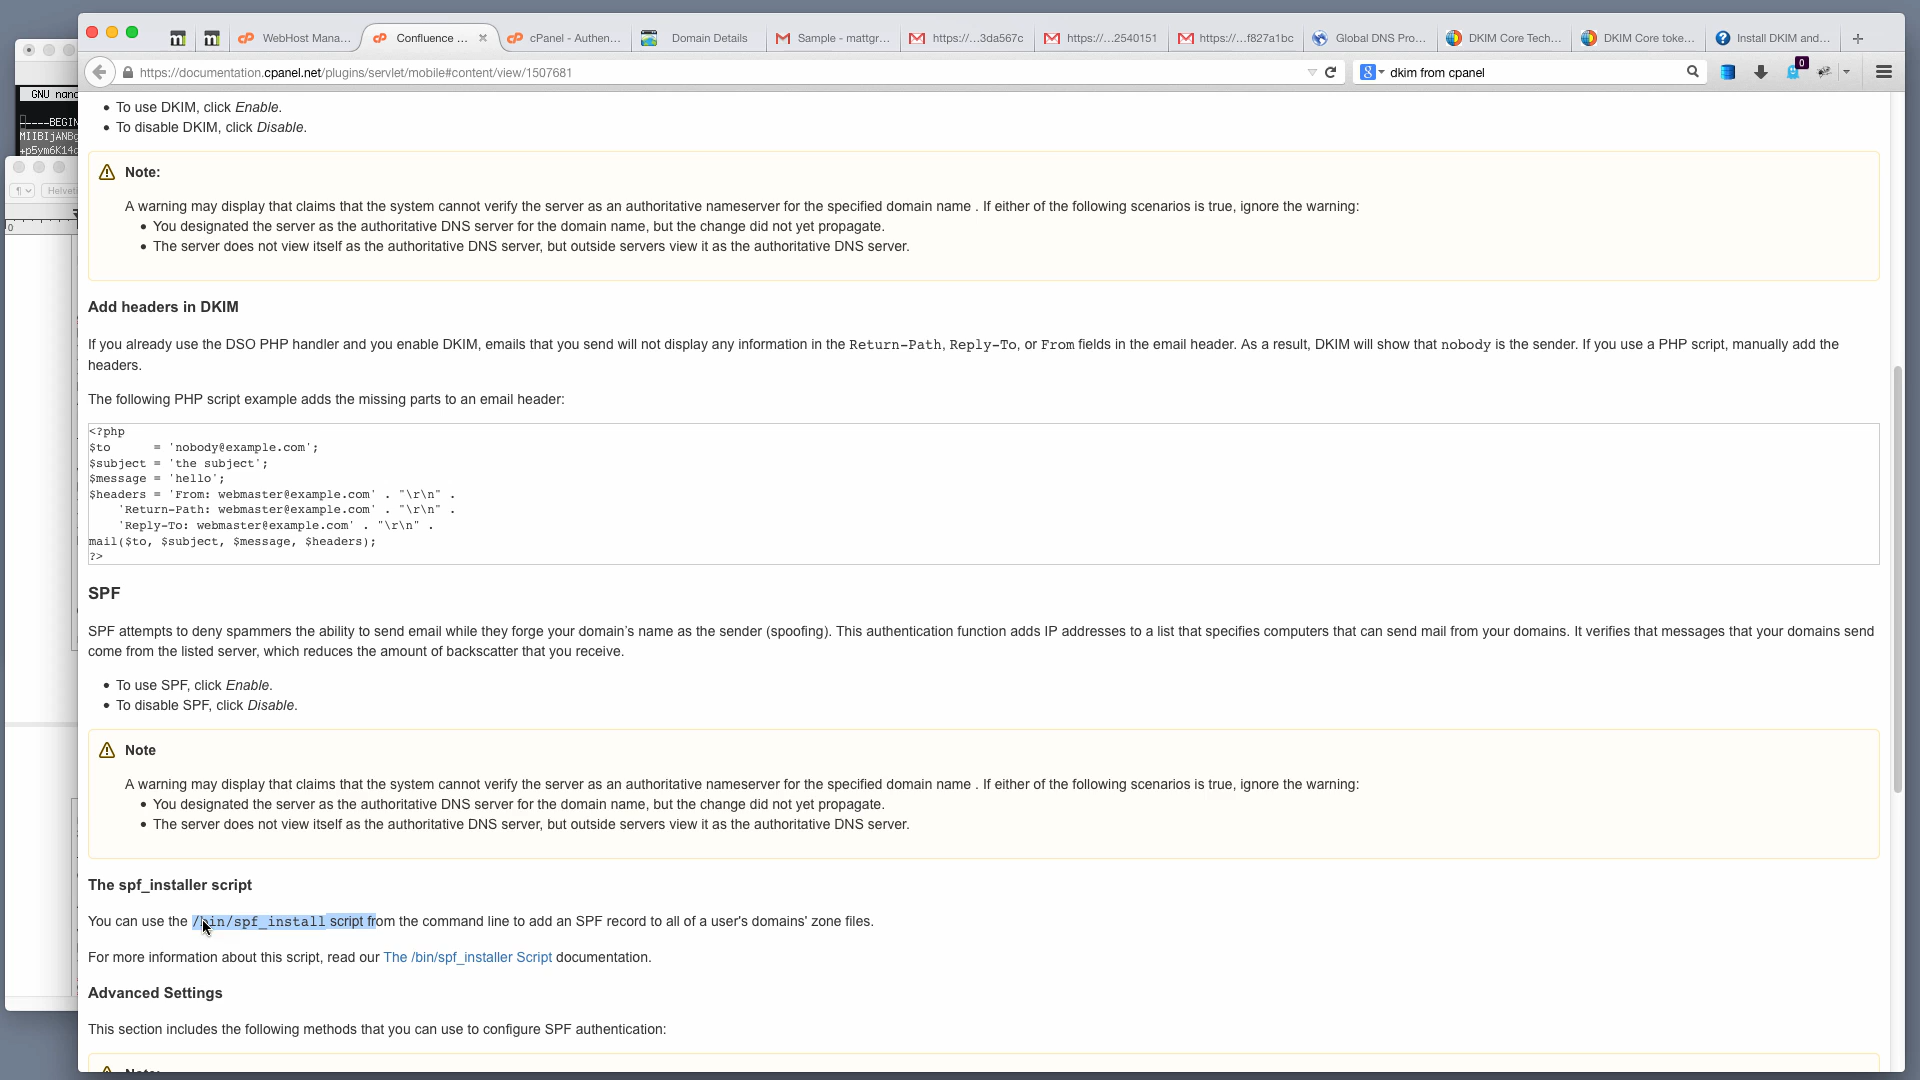 WebHost Mana...
Confluence ...
cPanel - Authen...
Domain Details
Sample - mattgr...
https:/...3da567c
https:/...2540151
https:/...f827a1bc
Global DNS Pro...
DKIM Core Tech...
DKIM Core toke...
Install DKIM and...
https://documentation.cpanel.net/plugins/servlet/mobile#content/view/1507681
dkim from cpanel
0
GNU nano
-----BEGIN
MIIBIjANBg
+p5ym6K14c
Helvet
0
• To use DKIM, click Enable.
• To disable DKIM, click Disable.
Note:
A warning may display that claims that the system cannot verify the server as an authoritative nameserver for the specified domain name . If either of the following scenarios is true, ignore the warning:
• You designated the server as the authoritative DNS server for the domain name, but the change did not yet propagate.
• The server does not view itself as the authoritative DNS server, but outside servers view it as the authoritative DNS server.
Add headers in DKIM
If you already use the DSO PHP handler and you enable DKIM, emails that you send will not display any information in the Return-Path, Reply-To, or From fields in the email header. As a result, DKIM will show that nobody is the sender. If you use a PHP script, manually add the
headers.
The following PHP script example adds the missing parts to an email header:
<?php
$to      = 'nobody@example.com';
$subject = 'the subject';
$message = 'hello';
$headers = 'From: webmaster@example.com' . "\r\n" .
    'Return-Path: webmaster@example.com' . "\r\n" .
    'Reply-To: webmaster@example.com' . "\r\n" .
mail($to, $subject, $message, $headers);
?>
SPF
SPF attempts to deny spammers the ability to send email while they forge your domain's name as the sender (spoofing). This authentication function adds IP addresses to a list that specifies computers that can send mail from your domains. It verifies that messages that your domains send
come from the listed server, which reduces the amount of backscatter that you receive.
• To use SPF, click Enable.
• To disable SPF, click Disable.
Note
A warning may display that claims that the system cannot verify the server as an authoritative nameserver for the specified domain name . If either of the following scenarios is true, ignore the warning:
• You designated the server as the authoritative DNS server for the domain name, but the change did not yet propagate.
• The server does not view itself as the authoritative DNS server, but outside servers view it as the authoritative DNS server.
The spf_installer script
You can use the /bin/spf_install script from the command line to add an SPF record to all of a user's domains' zone files.
For more information about this script, read our The /bin/spf_installer Script documentation.
Advanced Settings
This section includes the following methods that you can use to configure SPF authentication:
Note: